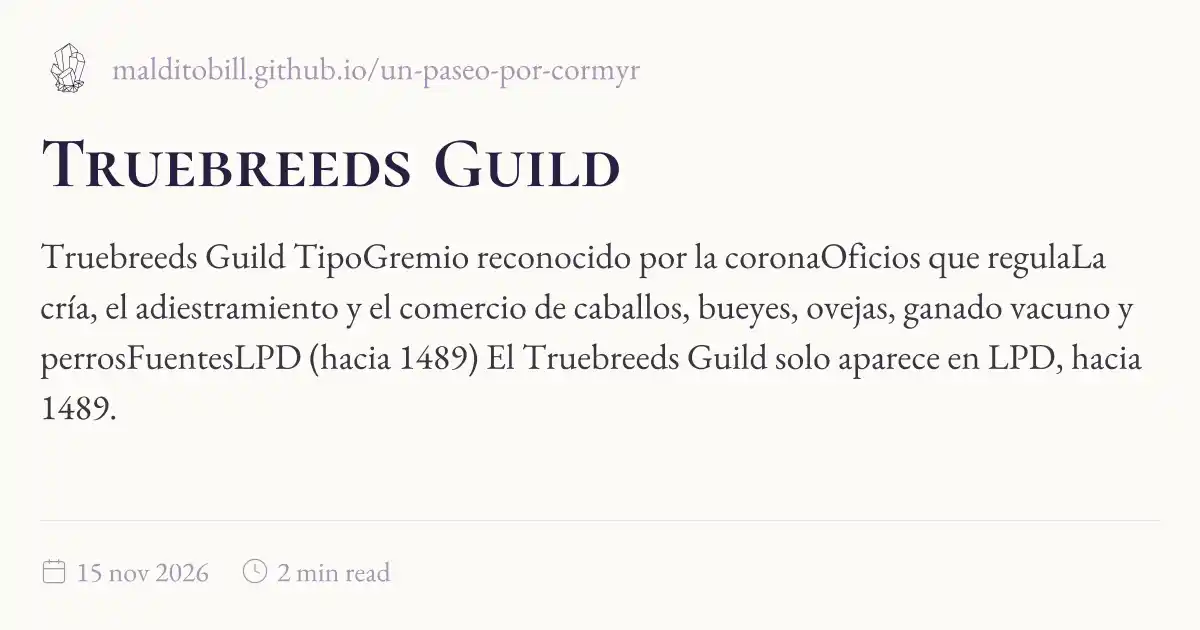 malditobill.github.io/un-paseo-por-cormyr
Truebreeds Guild
Truebreeds Guild TipoGremio reconocido por la coronaOficios que regulaLa
cría, el adiestramiento y el comercio de caballos, bueyes, ovejas, ganado vacuno y
perrosFuentesLPD (hacia 1489) El Truebreeds Guild solo aparece en LPD, hacia
1489.
15 nov 2026
2 min read